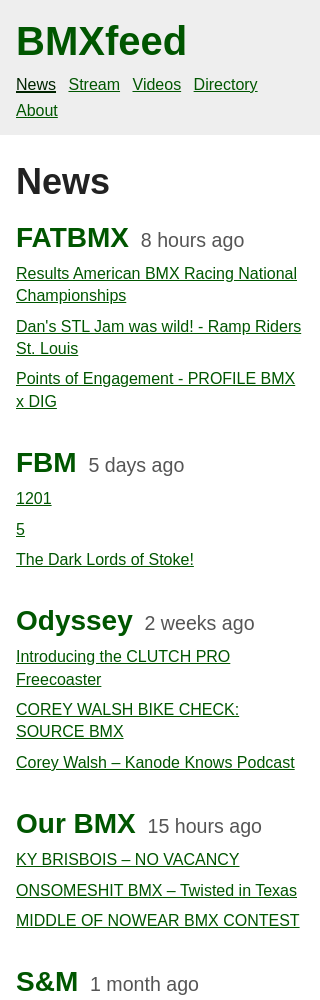 BMXfeed
News Stream Videos Directory
About
News
FATBMX 8 hours ago
Results American BMX Racing National
Championships
Dan's STL Jam was wild! - Ramp Riders
St. Louis
Points of Engagement - PROFILE BMX
x DIG
FBM 5 days ago
1201
5
The Dark Lords of Stoke!
Odyssey 2 weeks ago
Introducing the CLUTCH PRO
Freecoaster
COREY WALSH BIKE CHECK:
SOURCE BMX
Corey Walsh – Kanode Knows Podcast
Our BMX 15 hours ago
KY BRISBOIS – NO VACANCY
ONSOMESHIT BMX – Twisted in Texas
MIDDLE OF NOWEAR BMX CONTEST
S&M 1 month ago